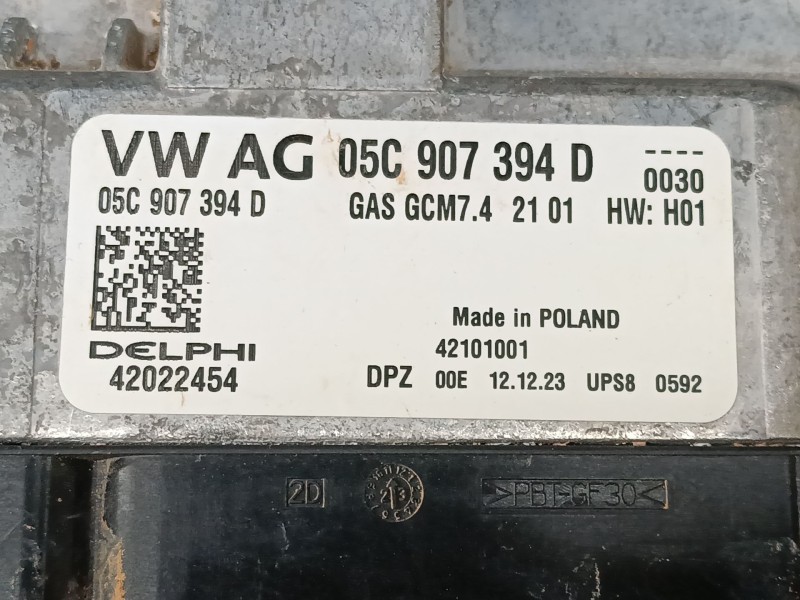 VW AG 05C 907 394 D ----
0030
05C 907 394 D GAS GCM7.4 21 01 HW: H01
Made in POLAND
DELPHI 42101001
42022454 DPZ 00E 12.12.23 UPS8 0592
2D 23 >PBT-GF30<